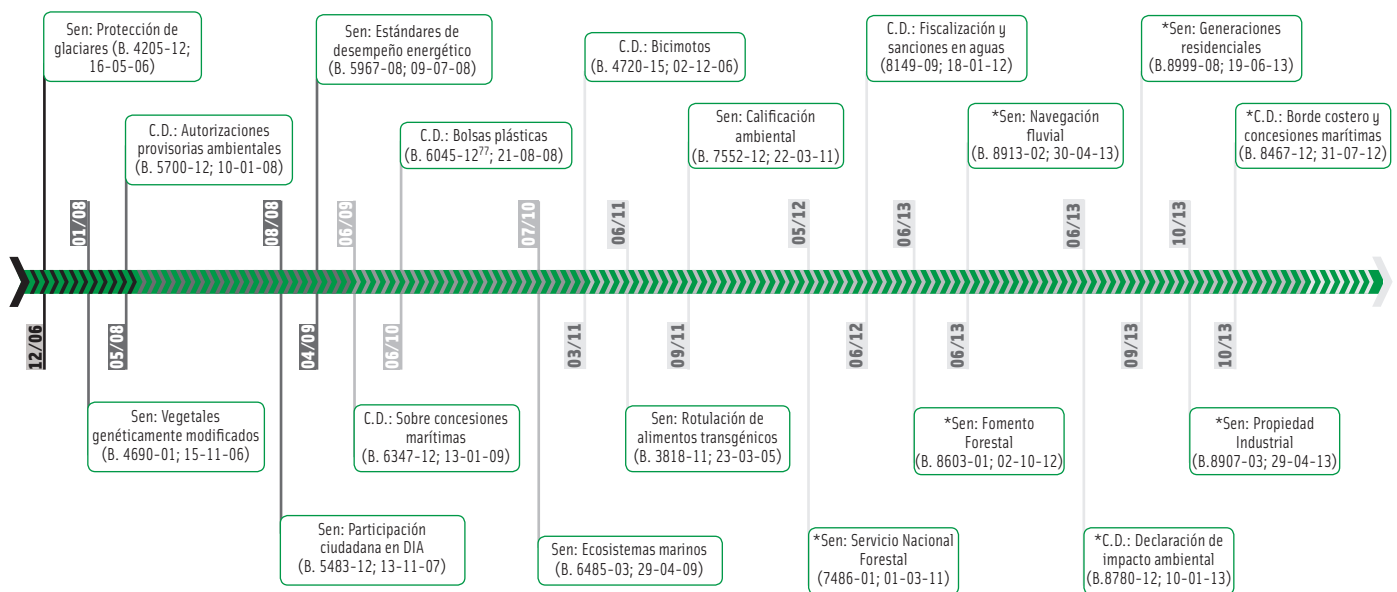 Sen: Protección de
glaciares (B. 4205-12;
16-05-06)
Sen: Estándares de
desempeño energético
(B. 5967-08; 09-07-08)
C.D.: Bicimotos
(B. 4720-15; 02-12-06)
C.D.: Fiscalización y
sanciones en aguas
(8149-09; 18-01-12)
*Sen: Generaciones
residenciales
(B.8999-08; 19-06-13)
C.D.: Autorizaciones
provisorias ambientales
(B. 5700-12; 10-01-08)
C.D.: Bolsas plásticas
(B. 6045-12⁷⁷; 21-08-08)
Sen: Calificación
ambiental
(B. 7552-12; 22-03-11)
*Sen: Navegación
fluvial
(B. 8913-02; 30-04-13)
*C.D.: Borde costero y
concesiones marítimas
(B. 8467-12; 31-07-12)
01/08
08/08
06/09
07/10
06/11
05/12
06/13
06/13
10/13
12/06
05/08
04/09
06/10
03/11
09/11
06/12
06/13
09/13
10/13
Sen: Vegetales
genéticamente modificados
(B. 4690-01; 15-11-06)
C.D.: Sobre concesiones
marítimas
(B. 6347-12; 13-01-09)
Sen: Rotulación de
alimentos transgénicos
(B. 3818-11; 23-03-05)
*Sen: Fomento
Forestal
(B. 8603-01; 02-10-12)
*Sen: Propiedad
Industrial
(B.8907-03; 29-04-13)
Sen: Participación
ciudadana en DIA
(B. 5483-12; 13-11-07)
Sen: Ecosistemas marinos
(B. 6485-03; 29-04-09)
*Sen: Servicio Nacional
Forestal
(7486-01; 01-03-11)
*C.D.: Declaración de
impacto ambiental
(B.8780-12; 10-01-13)